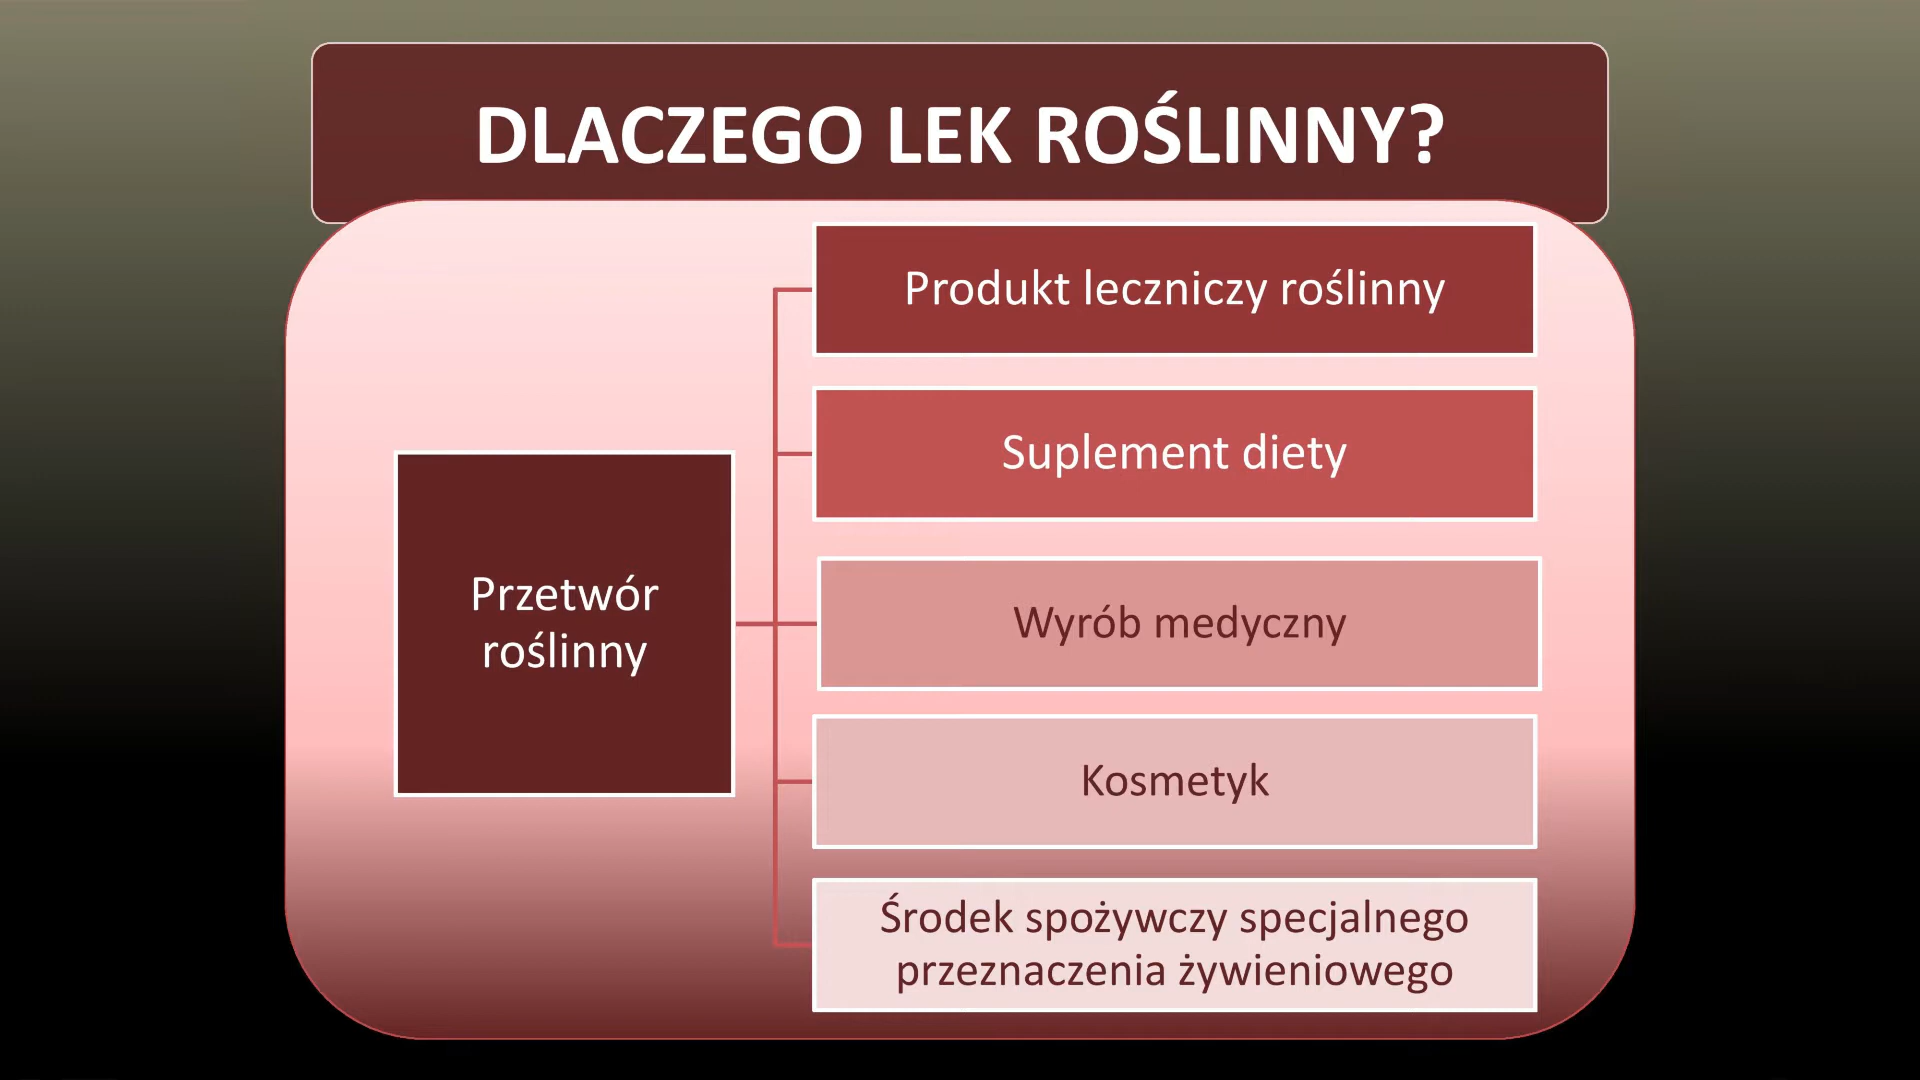 DLACZEGO LEK ROŚLINNY?
Przetwór
roślinny
Produkt leczniczy roślinny
Suplement diety
Wyrób medyczny
Kosmetyk
Środek spożywczy specjalnego
przeznaczenia żywieniowego